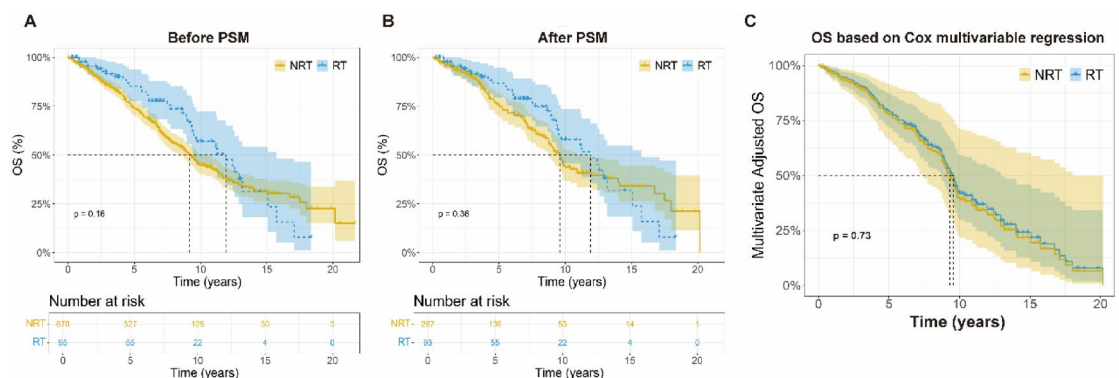 A
Before PSM
NRT RT
100%
75%
50%
25%
0%
OS (%)
p = 0.16
0 5 10 15 20
Time (years)
Number at risk
NRT 670 327 125 30 3
RT 95 55 22 4 0
0 5 10 15 20
Time (years)
B
After PSM
NRT RT
100%
75%
50%
25%
0%
OS (%)
p = 0.36
0 5 10 15 20
Time (years)
Number at risk
NRT 267 136 53 14 1
RT 93 55 22 4 0
0 5 10 15 20
Time (years)
C
OS based on Cox multivariable regression
NRT RT
100%
75%
50%
25%
0%
Multivariate Adjusted OS
p = 0.73
0 5 10 15 20
Time (years)